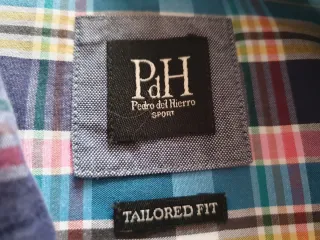 PdH
Pedro del Hierro
SPORT
TAILORED FIT